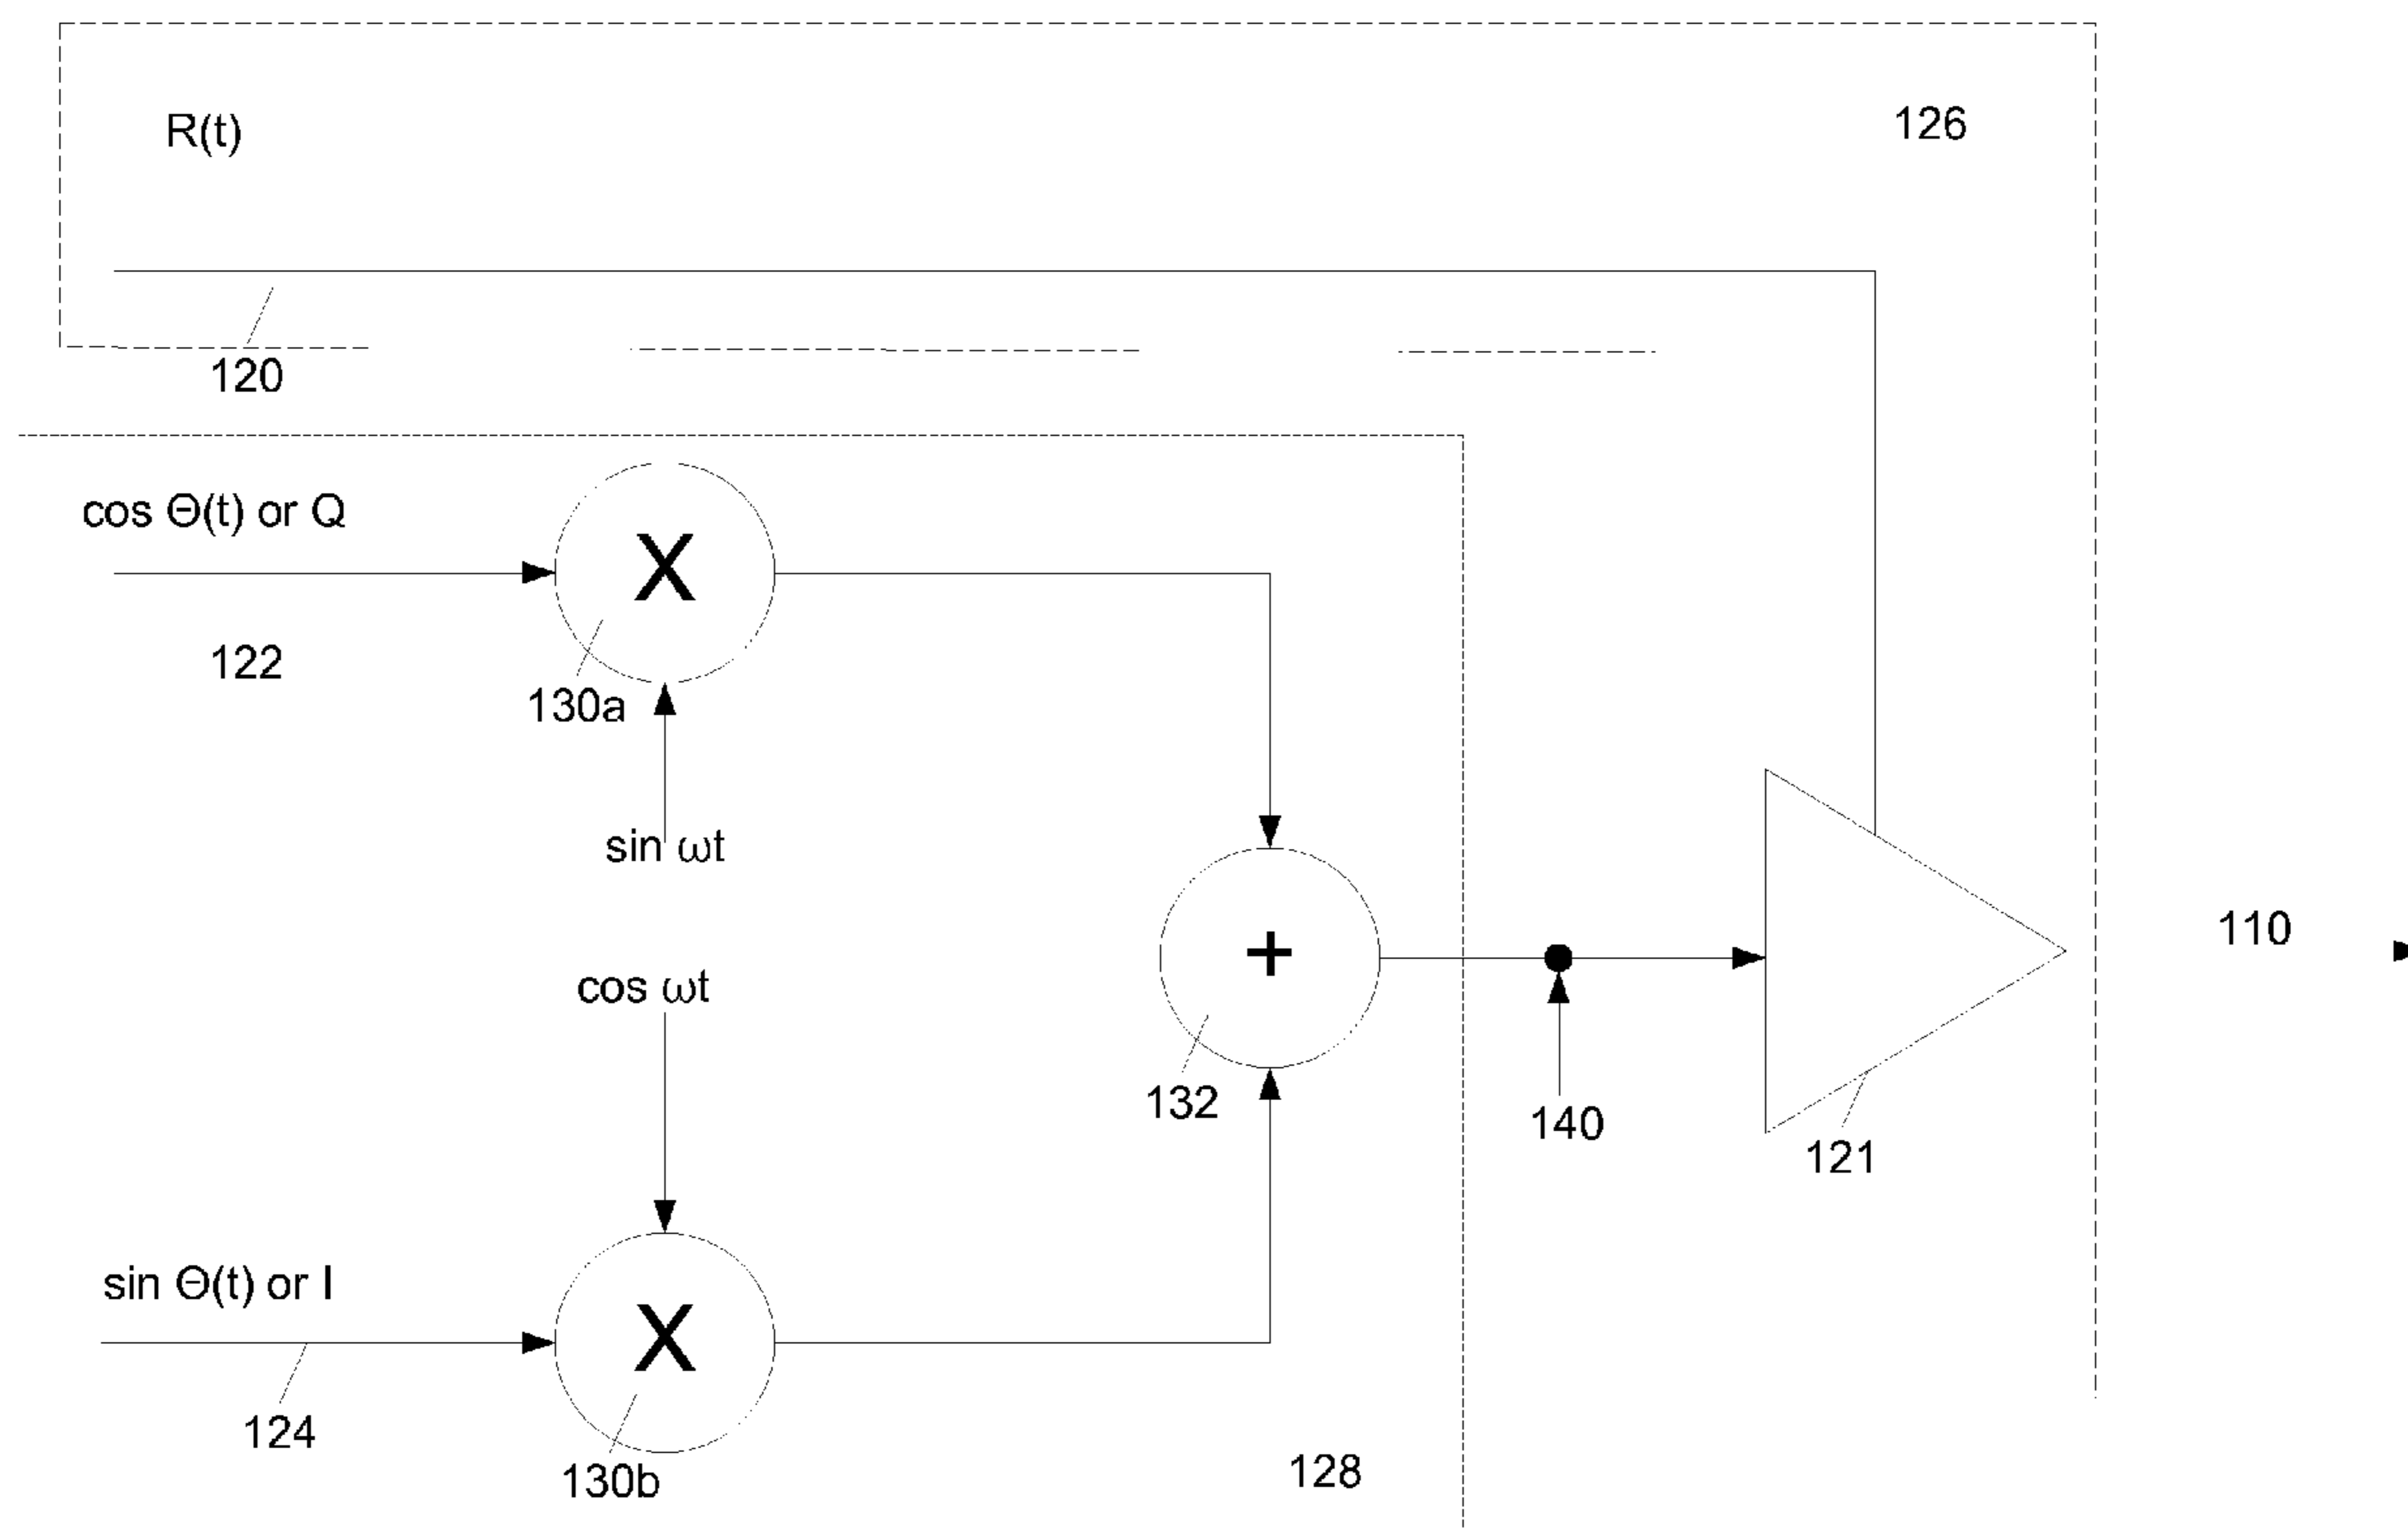 R(t)
126
120
cos Θ(t) or Q
X
122
130a
sin ωt
110
+
cos ωt
132
140
121
sin Θ(t) or I
X
124
128
130b